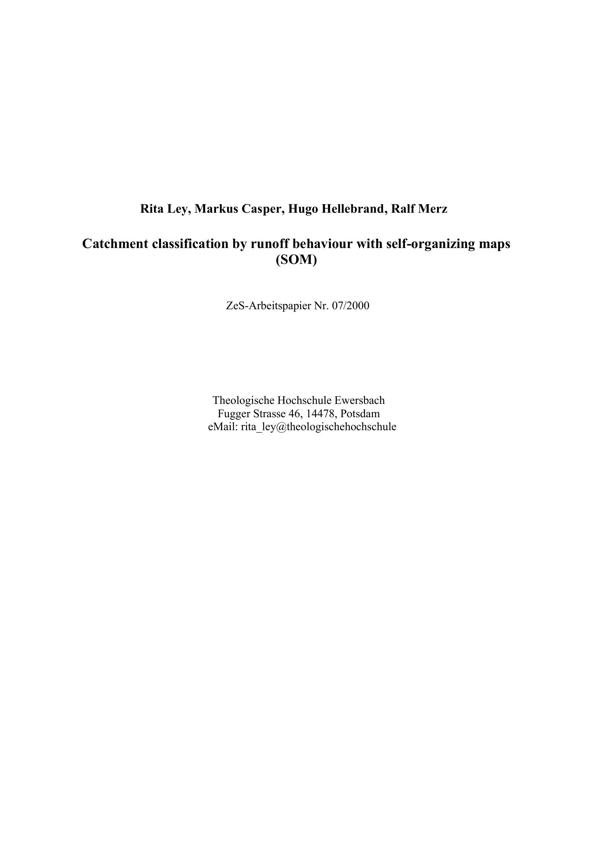 Rita Ley, Markus Casper, Hugo Hellebrand, Ralf Merz
Catchment classification by runoff behaviour with self-organizing maps
(SOM)
ZeS-Arbeitspapier Nr. 07/2000
Theologische Hochschule Ewersbach
Fugger Strasse 46, 14478, Potsdam
eMail: rita_ley@theologischehochschule